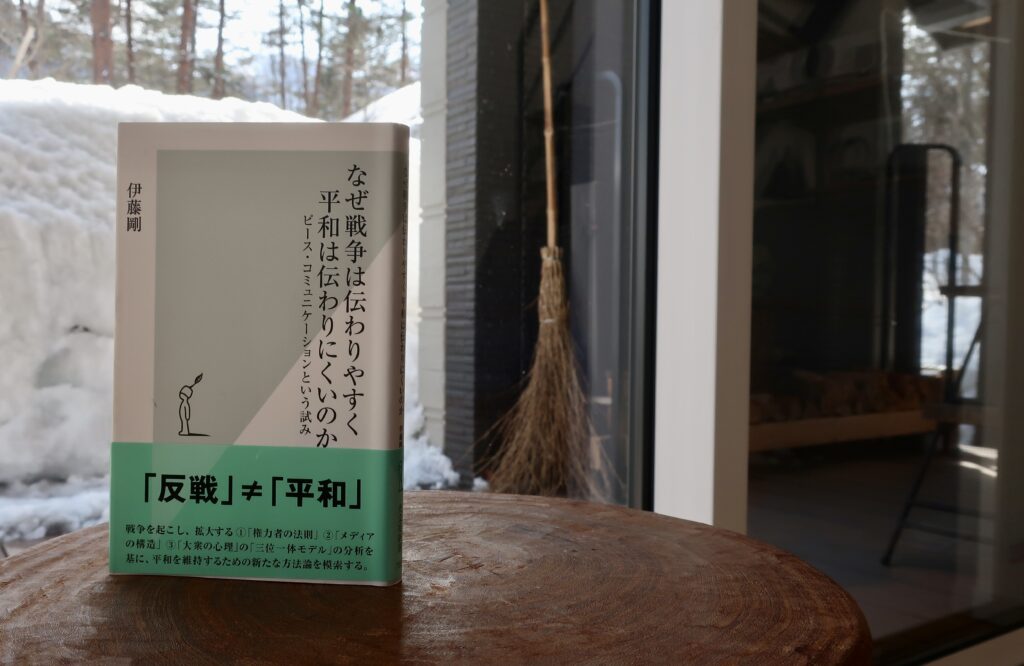 なぜ戦争は伝わりやすく
平和は伝わりにくいのか
ピース・コミュニケーションという試み
伊藤剛
「反戦」≠「平和」
戦争を起こし、拡大する①「権力者の法則」②「メディア
の構造」③「大衆の心理」の「三位一体モデル」の分析を
基に、平和を維持するための新たな方法論を模索する。